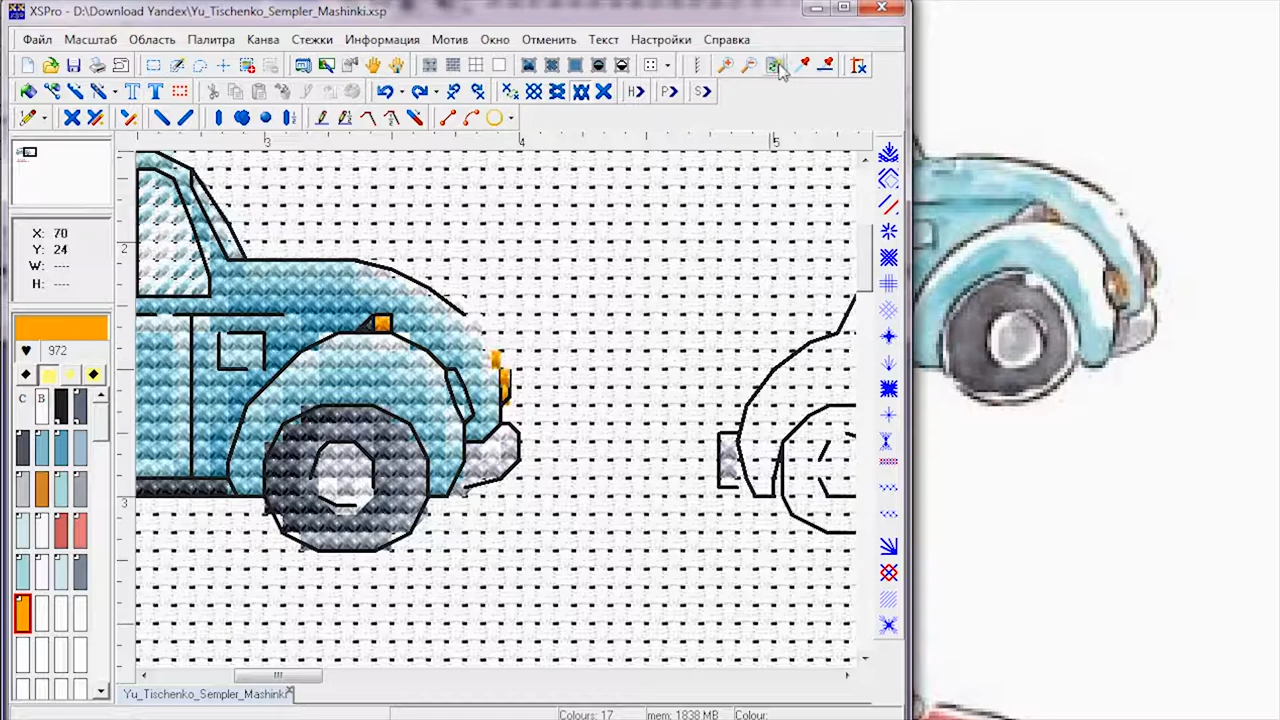 XSPro - D:\Download Yandex\Yu_Tischenko_Sempler_Mashinki.xsp
Файл Масштаб Область Палитра Канва Стежки Информация Мотив Окно Отменить Текст Настройки Справка
H P S
3 4 5
X: 70
2
Y: 24
W: ----
H: ----
972
C B
3
Yu_Tischenko_Sempler_Mashinki
Colours: 17 mem: 1838 MB Colour: